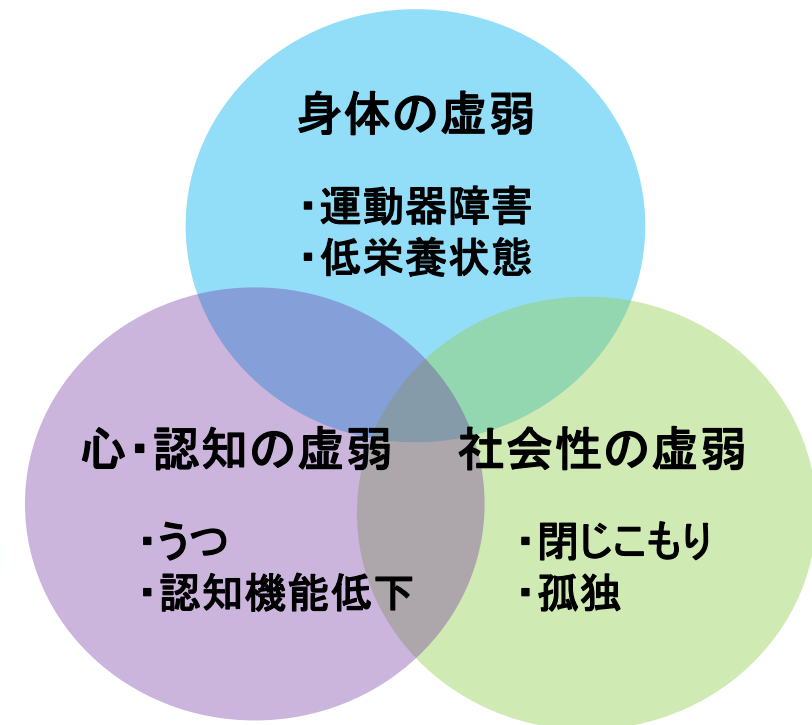 身体の虚弱
・運動器障害
・低栄養状態
心・認知の虚弱
・うつ
・認知機能低下
社会性の虚弱
・閉じこもり
・孤独